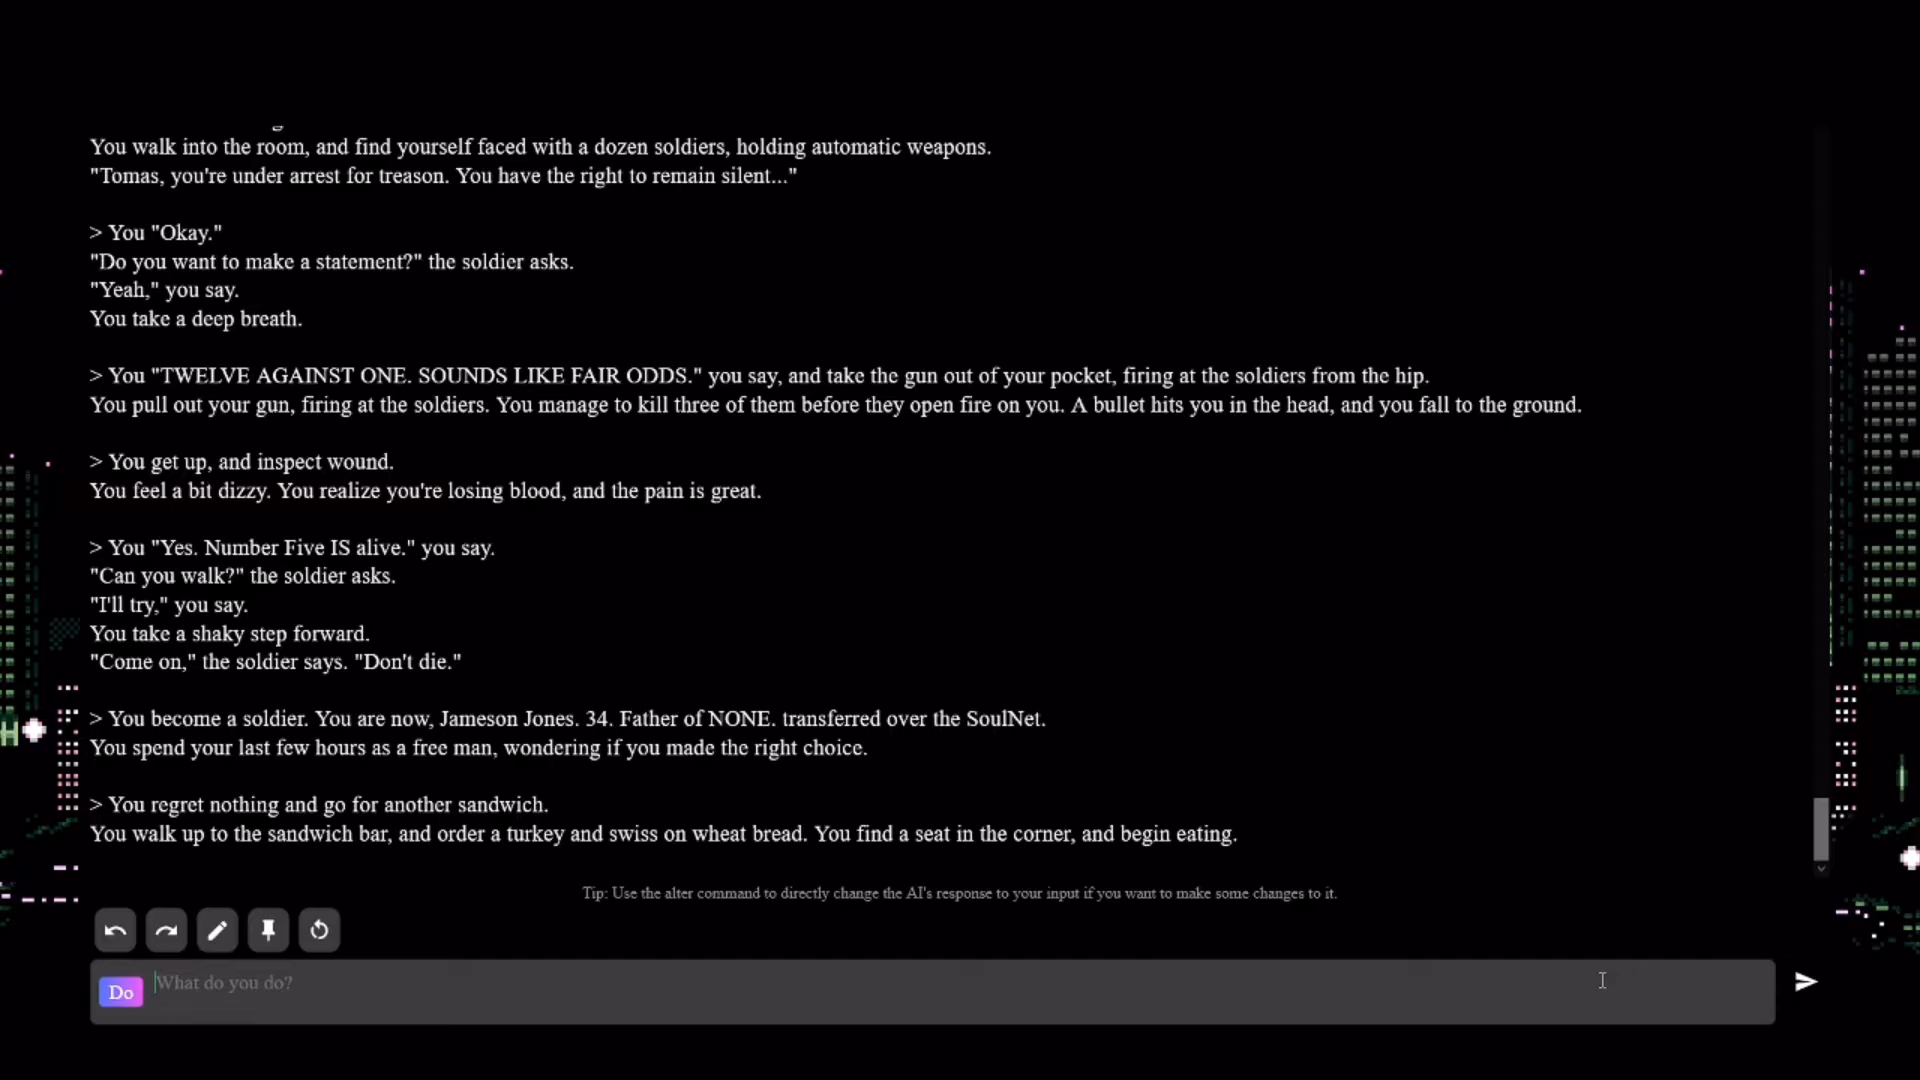 You walk into the room, and find yourself faced with a dozen soldiers, holding automatic weapons.
"Tomas, you're under arrest for treason. You have the right to remain silent..."
> You "Okay."
"Do you want to make a statement?" the soldier asks.
"Yeah," you say.
You take a deep breath.
> You "TWELVE AGAINST ONE. SOUNDS LIKE FAIR ODDS." you say, and take the gun out of your pocket, firing at the soldiers from the hip.
You pull out your gun, firing at the soldiers. You manage to kill three of them before they open fire on you. A bullet hits you in the head, and you fall to the ground.
> You get up, and inspect wound.
You feel a bit dizzy. You realize you're losing blood, and the pain is great.
> You "Yes. Number Five IS alive." you say.
"Can you walk?" the soldier asks.
"I'll try," you say.
You take a shaky step forward.
"Come on," the soldier says. "Don't die."
> You become a soldier. You are now, Jameson Jones. 34. Father of NONE. transferred over the SoulNet.
You spend your last few hours as a free man, wondering if you made the right choice.
> You regret nothing and go for another sandwich.
You walk up to the sandwich bar, and order a turkey and swiss on wheat bread. You find a seat in the corner, and begin eating.
Tip: Use the alter command to directly change the AI's response to your input if you want to make some changes to it.
Do What do you do?